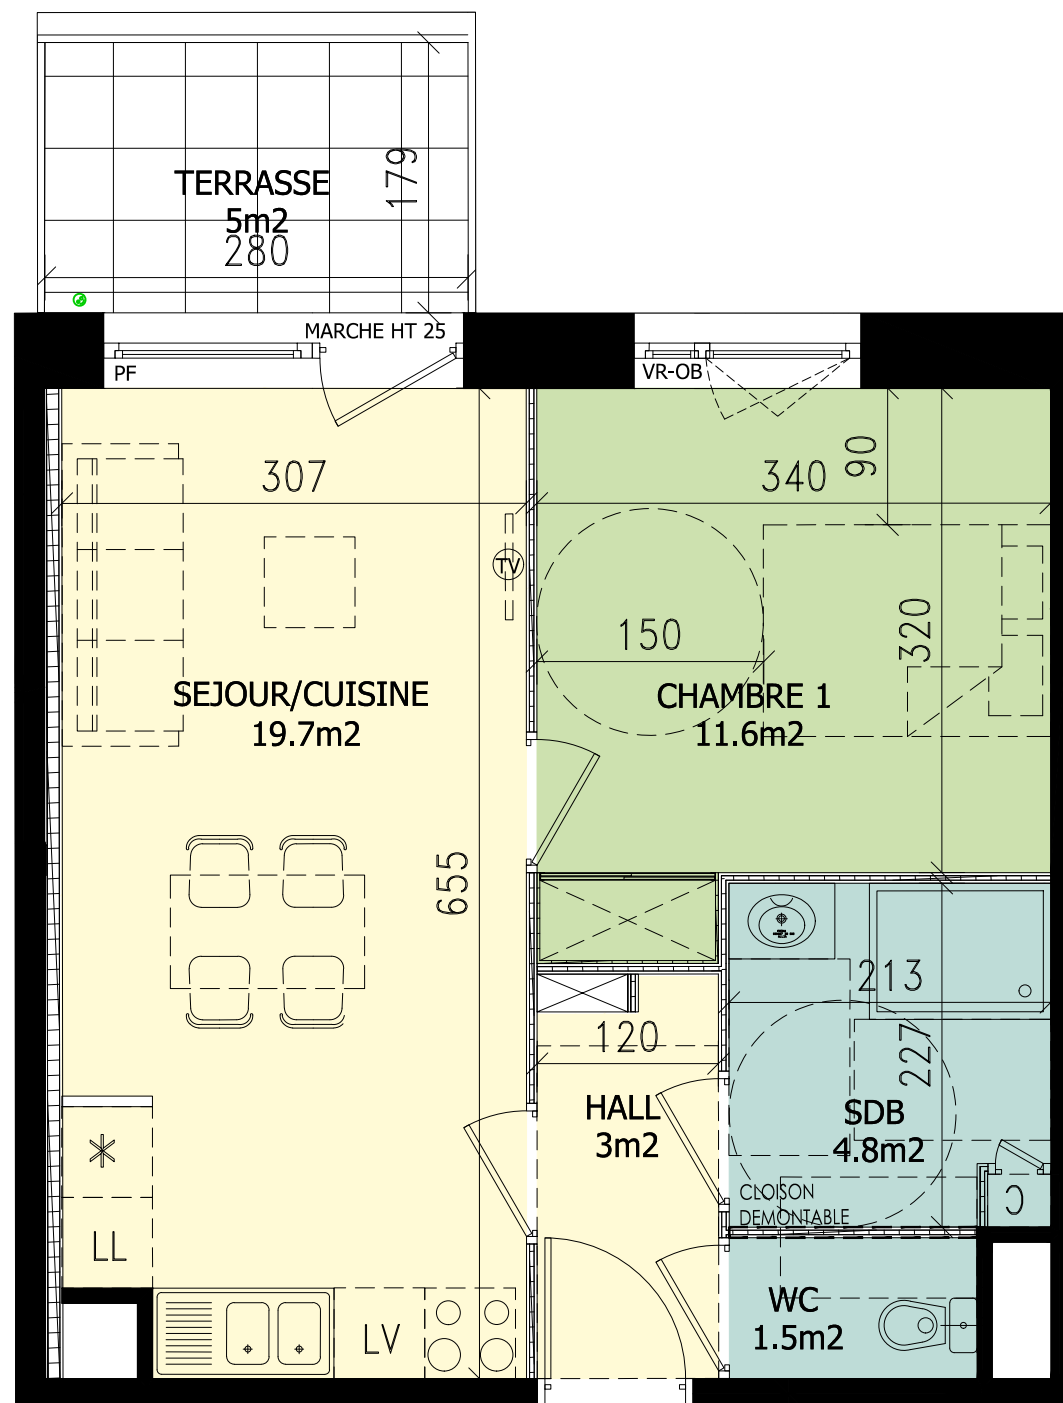 179
TERRASSE
5m2
280
MARCHE HT 25
PF
VR-OB
307
340
90
TV
150
320
SEJOUR/CUISINE
19.7m2
CHAMBRE 1
11.6m2
655
213
120
227
HALL
3m2
SDB
4.8m2
CLOISON
DEMONTABLE
C
LL
WC
1.5m2
LV